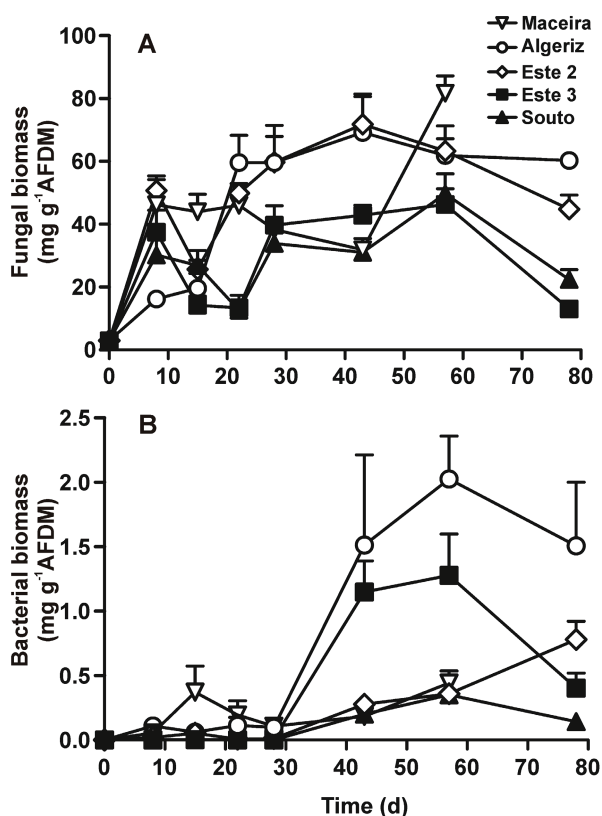 Maceira
Algeriz
Este 2
Este 3
Souto
A
100
80
60
40
20
0
Fungal biomass
(mg g⁻¹AFDM)
0 10 20 30 40 50 60 70 80
B
2.5
2.0
1.5
1.0
0.5
0.0
Bacterial biomass
(mg g⁻¹AFDM)
0 10 20 30 40 50 60 70 80
Time (d)